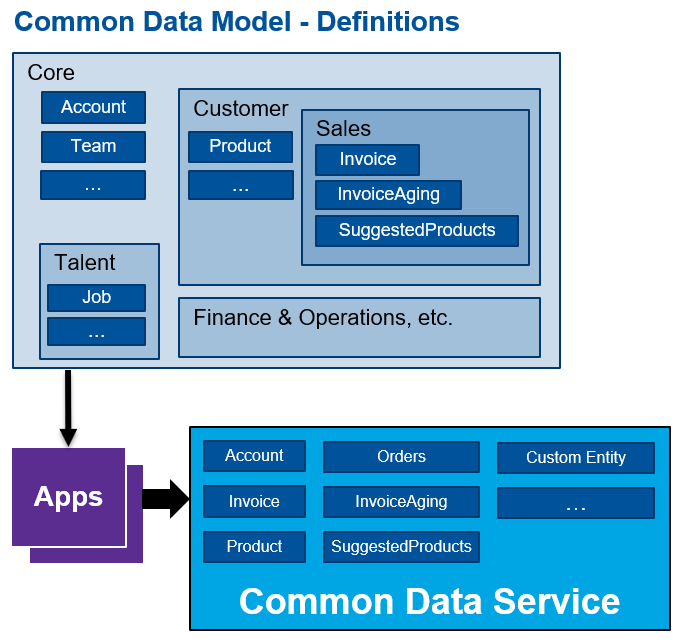 Common Data Model - Definitions
Core
Account
Team
...
Customer
Product
...
Sales
Invoice
InvoiceAging
SuggestedProducts
Talent
Job
...
Finance & Operations, etc.
Apps
Account
Orders
Custom Entity
Invoice
InvoiceAging
...
Product
SuggestedProducts
Common Data Service